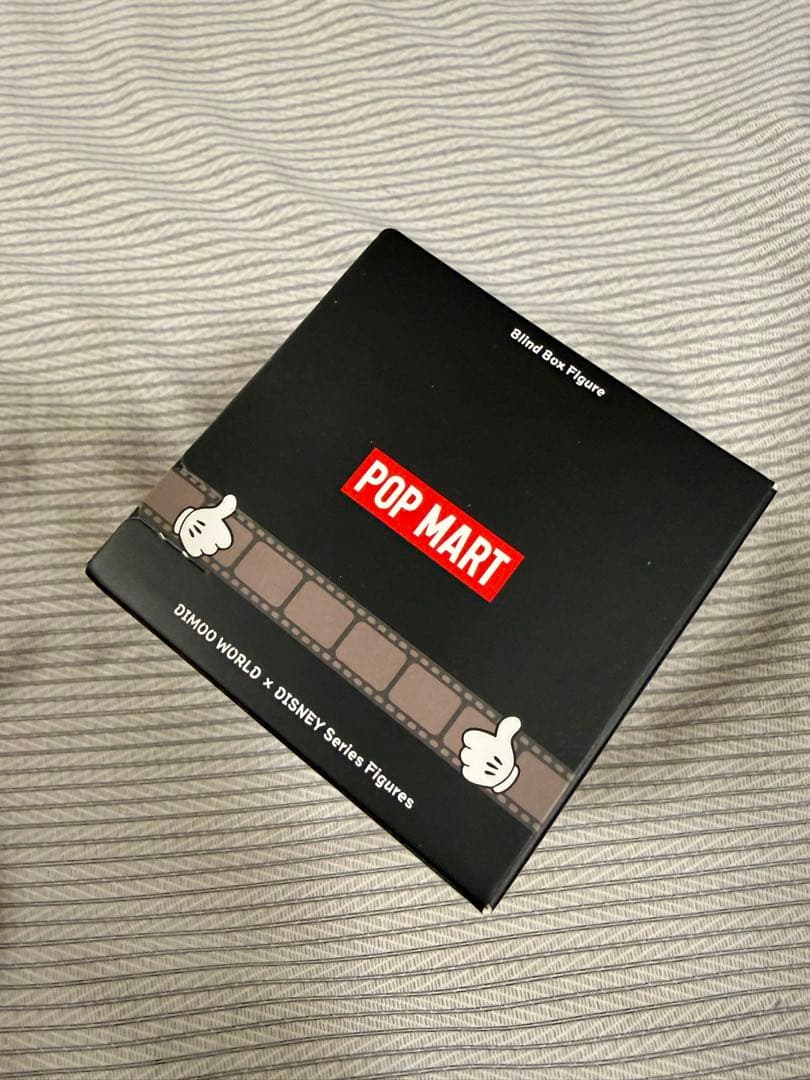 Blind Box Figure
POP MART
DIMOO WORLD × DISNEY Series Figures